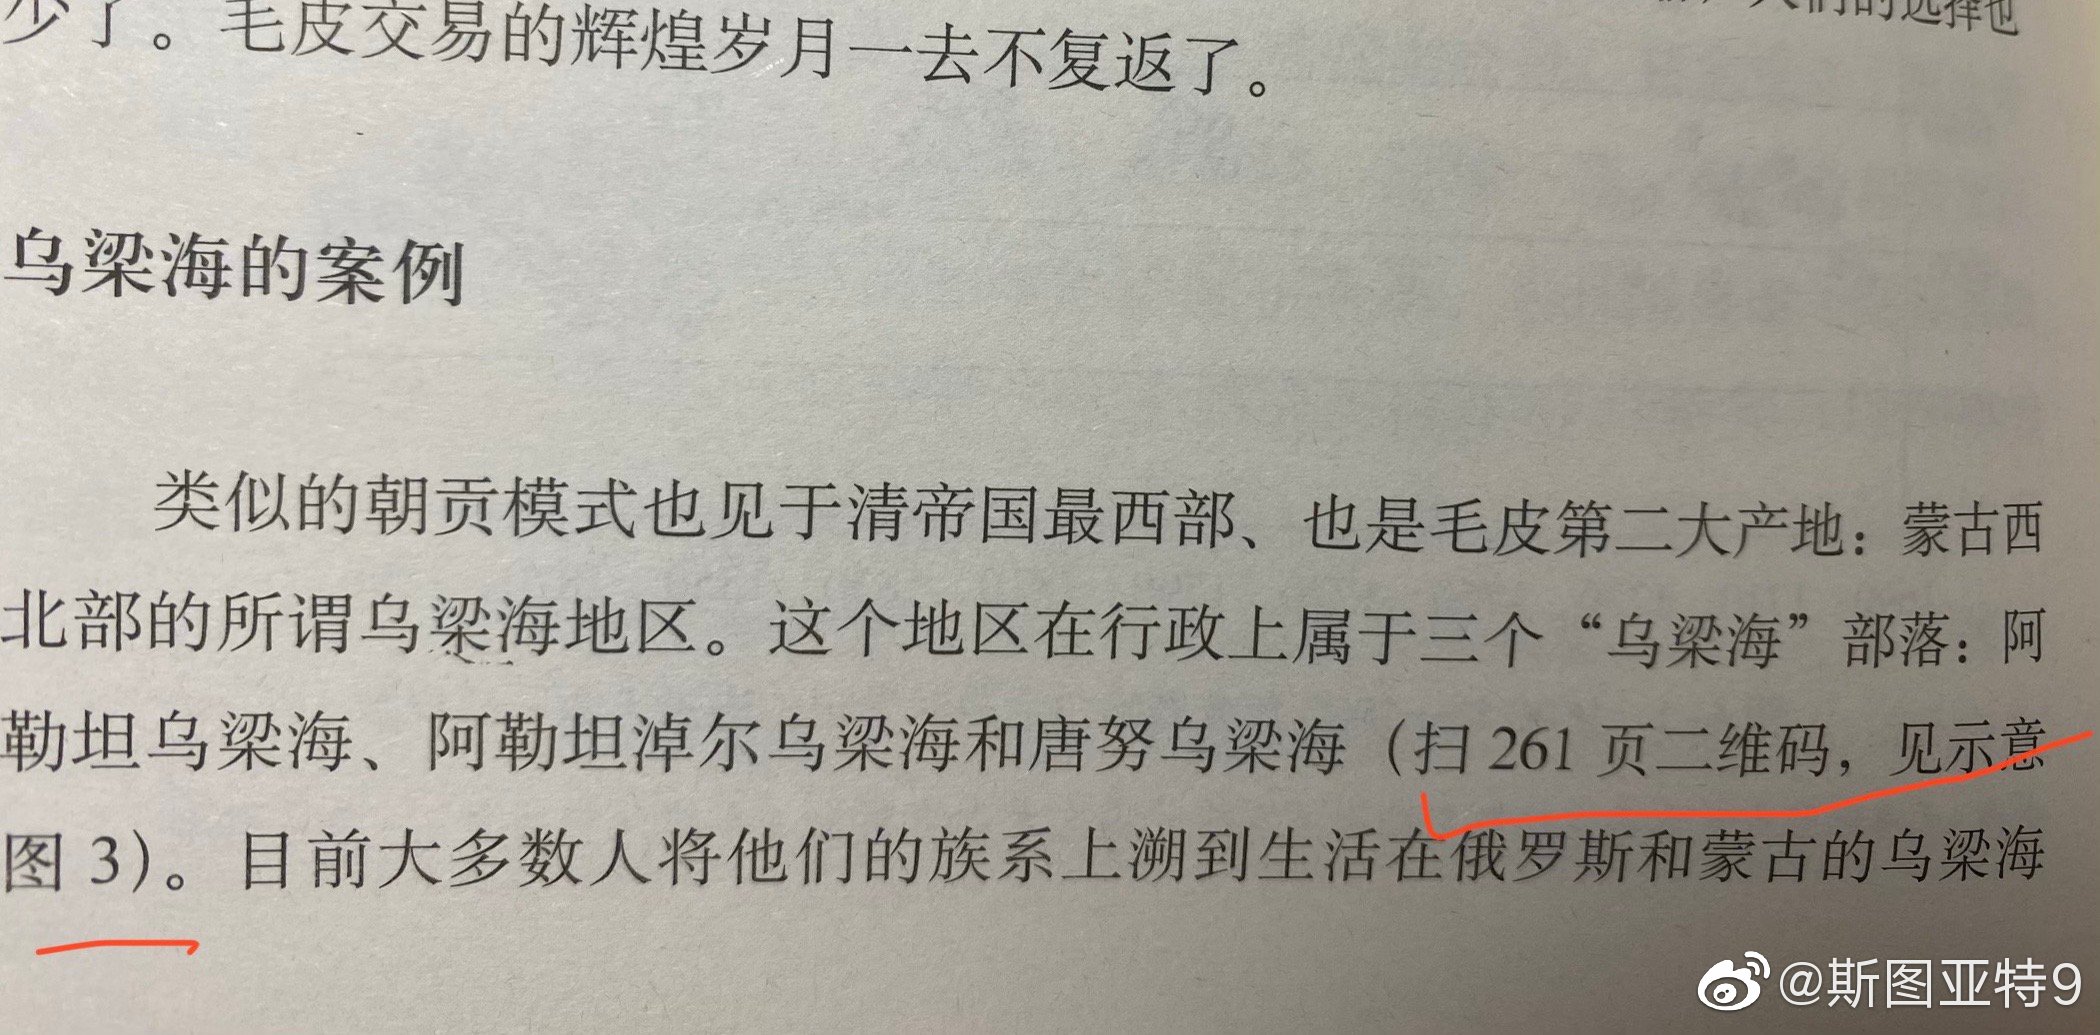 少了。毛皮交易的辉煌岁月一去不复返了。
人们的选择也
乌梁海的案例
类似的朝贡模式也见于清帝国最西部、也是毛皮第二大产地：蒙古西
北部的所谓乌梁海地区。这个地区在行政上属于三个“乌梁海”部落：阿
勒坦乌梁海、阿勒坦淖尔乌梁海和唐努乌梁海（扫 261 页二维码，见示意
图 3）。目前大多数人将他们的族系上溯到生活在俄罗斯和蒙古的乌梁海
@斯图亚特9